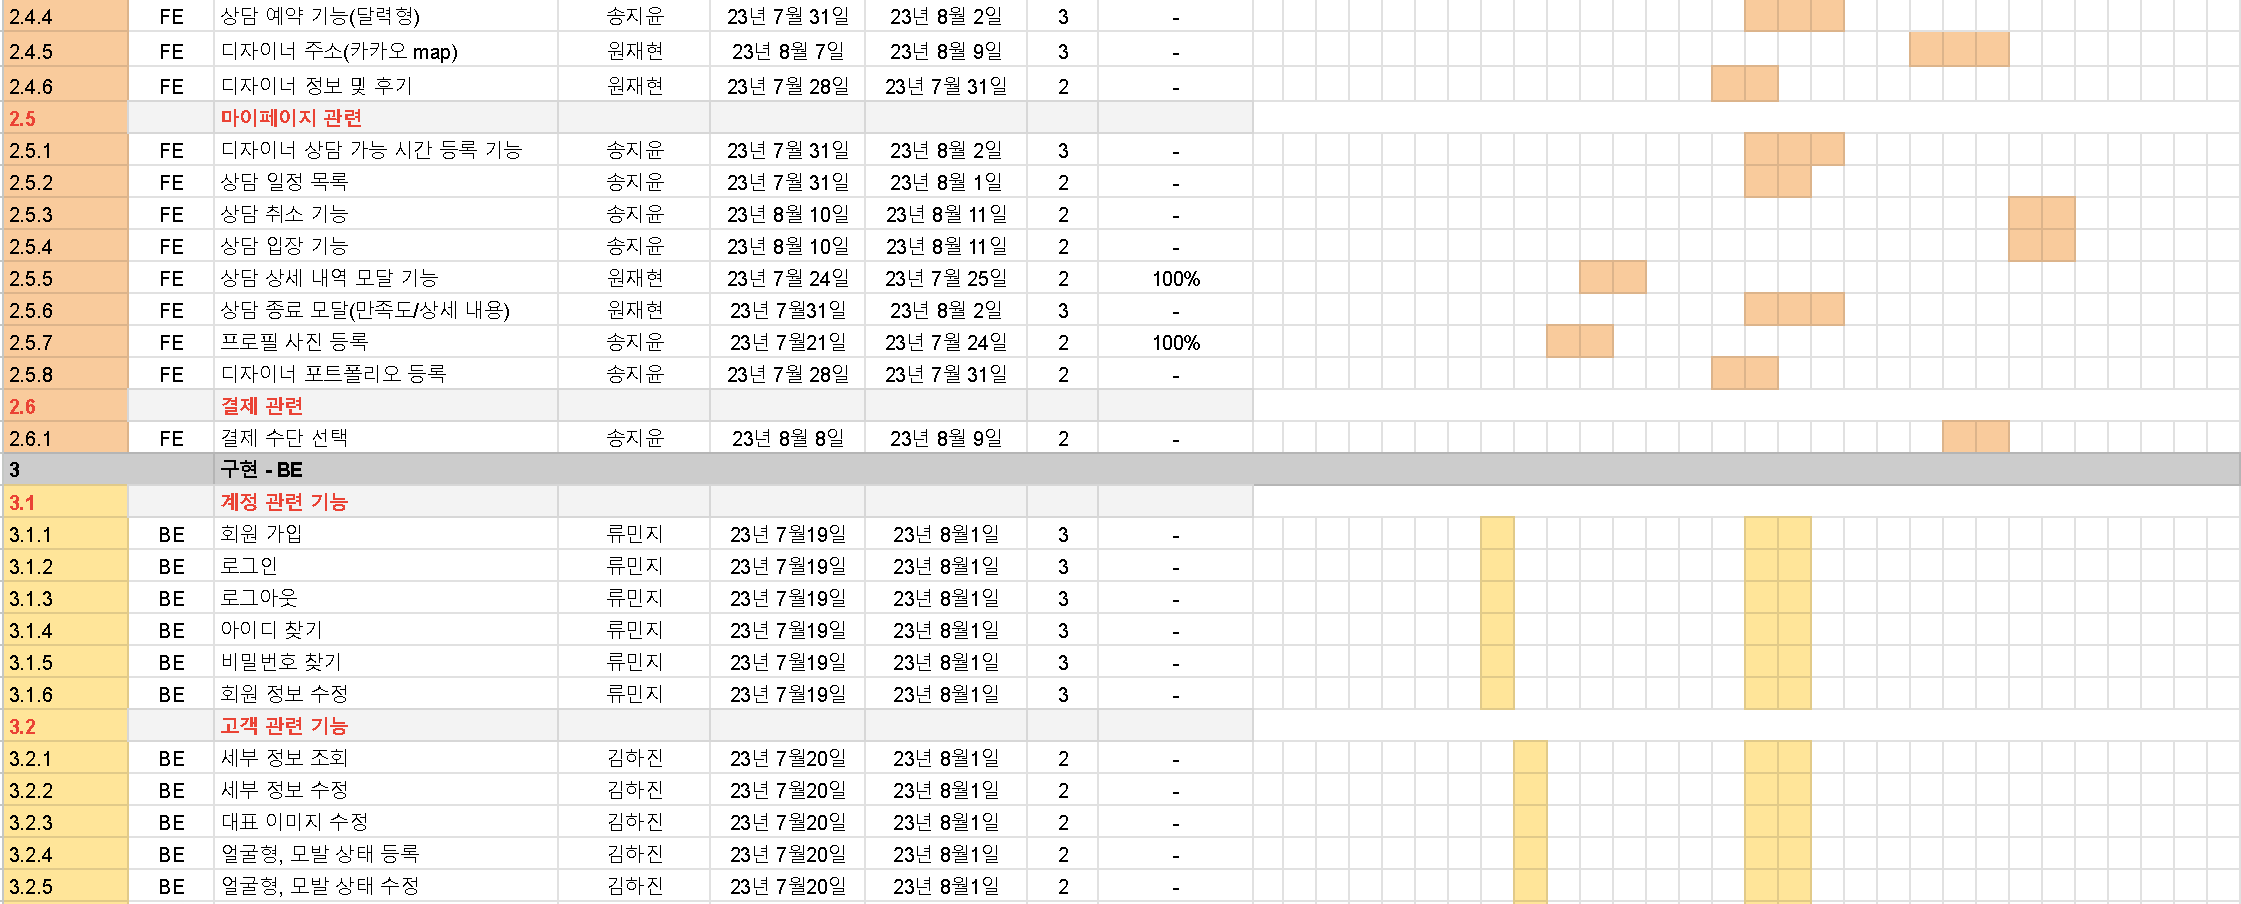 2.4.4 FE 상담 예약 기능(달력형) 송지윤 23년 7월 31일 23년 8월 2일 3 -
2.4.5 FE 디자이너 주소(카카오 map) 원재현 23년 8월 7일 23년 8월 9일 3 -
2.4.6 FE 디자이너 정보 및 후기 원재현 23년 7월 28일 23년 7월 31일 2 -
2.5 마이페이지 관련
2.5.1 FE 디자이너 상담 가능 시간 등록 기능 송지윤 23년 7월 31일 23년 8월 2일 3 -
2.5.2 FE 상담 일정 목록 송지윤 23년 7월 31일 23년 8월 1일 2 -
2.5.3 FE 상담 취소 기능 송지윤 23년 8월 10일 23년 8월 11일 2 -
2.5.4 FE 상담 입장 기능 송지윤 23년 8월 10일 23년 8월 11일 2 -
2.5.5 FE 상담 상세 내역 모달 기능 원재현 23년 7월 24일 23년 7월 25일 2 100%
2.5.6 FE 상담 종료 모달(만족도/상세 내용) 원재현 23년 7월31일 23년 8월 2일 3 -
2.5.7 FE 프로필 사진 등록 송지윤 23년 7월21일 23년 7월 24일 2 100%
2.5.8 FE 디자이너 포트폴리오 등록 송지윤 23년 7월 28일 23년 7월 31일 2 -
2.6 결제 관련
2.6.1 FE 결제 수단 선택 송지윤 23년 8월 8일 23년 8월 9일 2 -
3 구현 - BE
3.1 계정 관련 기능
3.1.1 BE 회원 가입 류민지 23년 7월19일 23년 8월1일 3 -
3.1.2 BE 로그인 류민지 23년 7월19일 23년 8월1일 3 -
3.1.3 BE 로그아웃 류민지 23년 7월19일 23년 8월1일 3 -
3.1.4 BE 아이디 찾기 류민지 23년 7월19일 23년 8월1일 3 -
3.1.5 BE 비밀번호 찾기 류민지 23년 7월19일 23년 8월1일 3 -
3.1.6 BE 회원 정보 수정 류민지 23년 7월19일 23년 8월1일 3 -
3.2 고객 관련 기능
3.2.1 BE 세부 정보 조회 김하진 23년 7월20일 23년 8월1일 2 -
3.2.2 BE 세부 정보 수정 김하진 23년 7월20일 23년 8월1일 2 -
3.2.3 BE 대표 이미지 수정 김하진 23년 7월20일 23년 8월1일 2 -
3.2.4 BE 얼굴형, 모발 상태 등록 김하진 23년 7월20일 23년 8월1일 2 -
3.2.5 BE 얼굴형, 모발 상태 수정 김하진 23년 7월20일 23년 8월1일 2 -